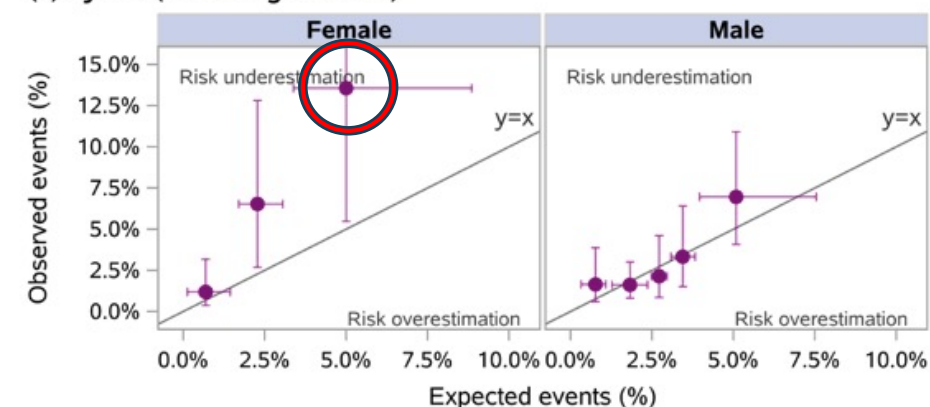 Female
Male
15.0%
12.5%
10.0%
7.5%
5.0%
2.5%
0.0%
Observed events (%)
Risk underestimation
y=x
Risk overestimation
Risk underestimation
y=x
Risk overestimation
0.0% 2.5% 5.0% 7.5% 10.0%
0.0% 2.5% 5.0% 7.5% 10.0%
Expected events (%)